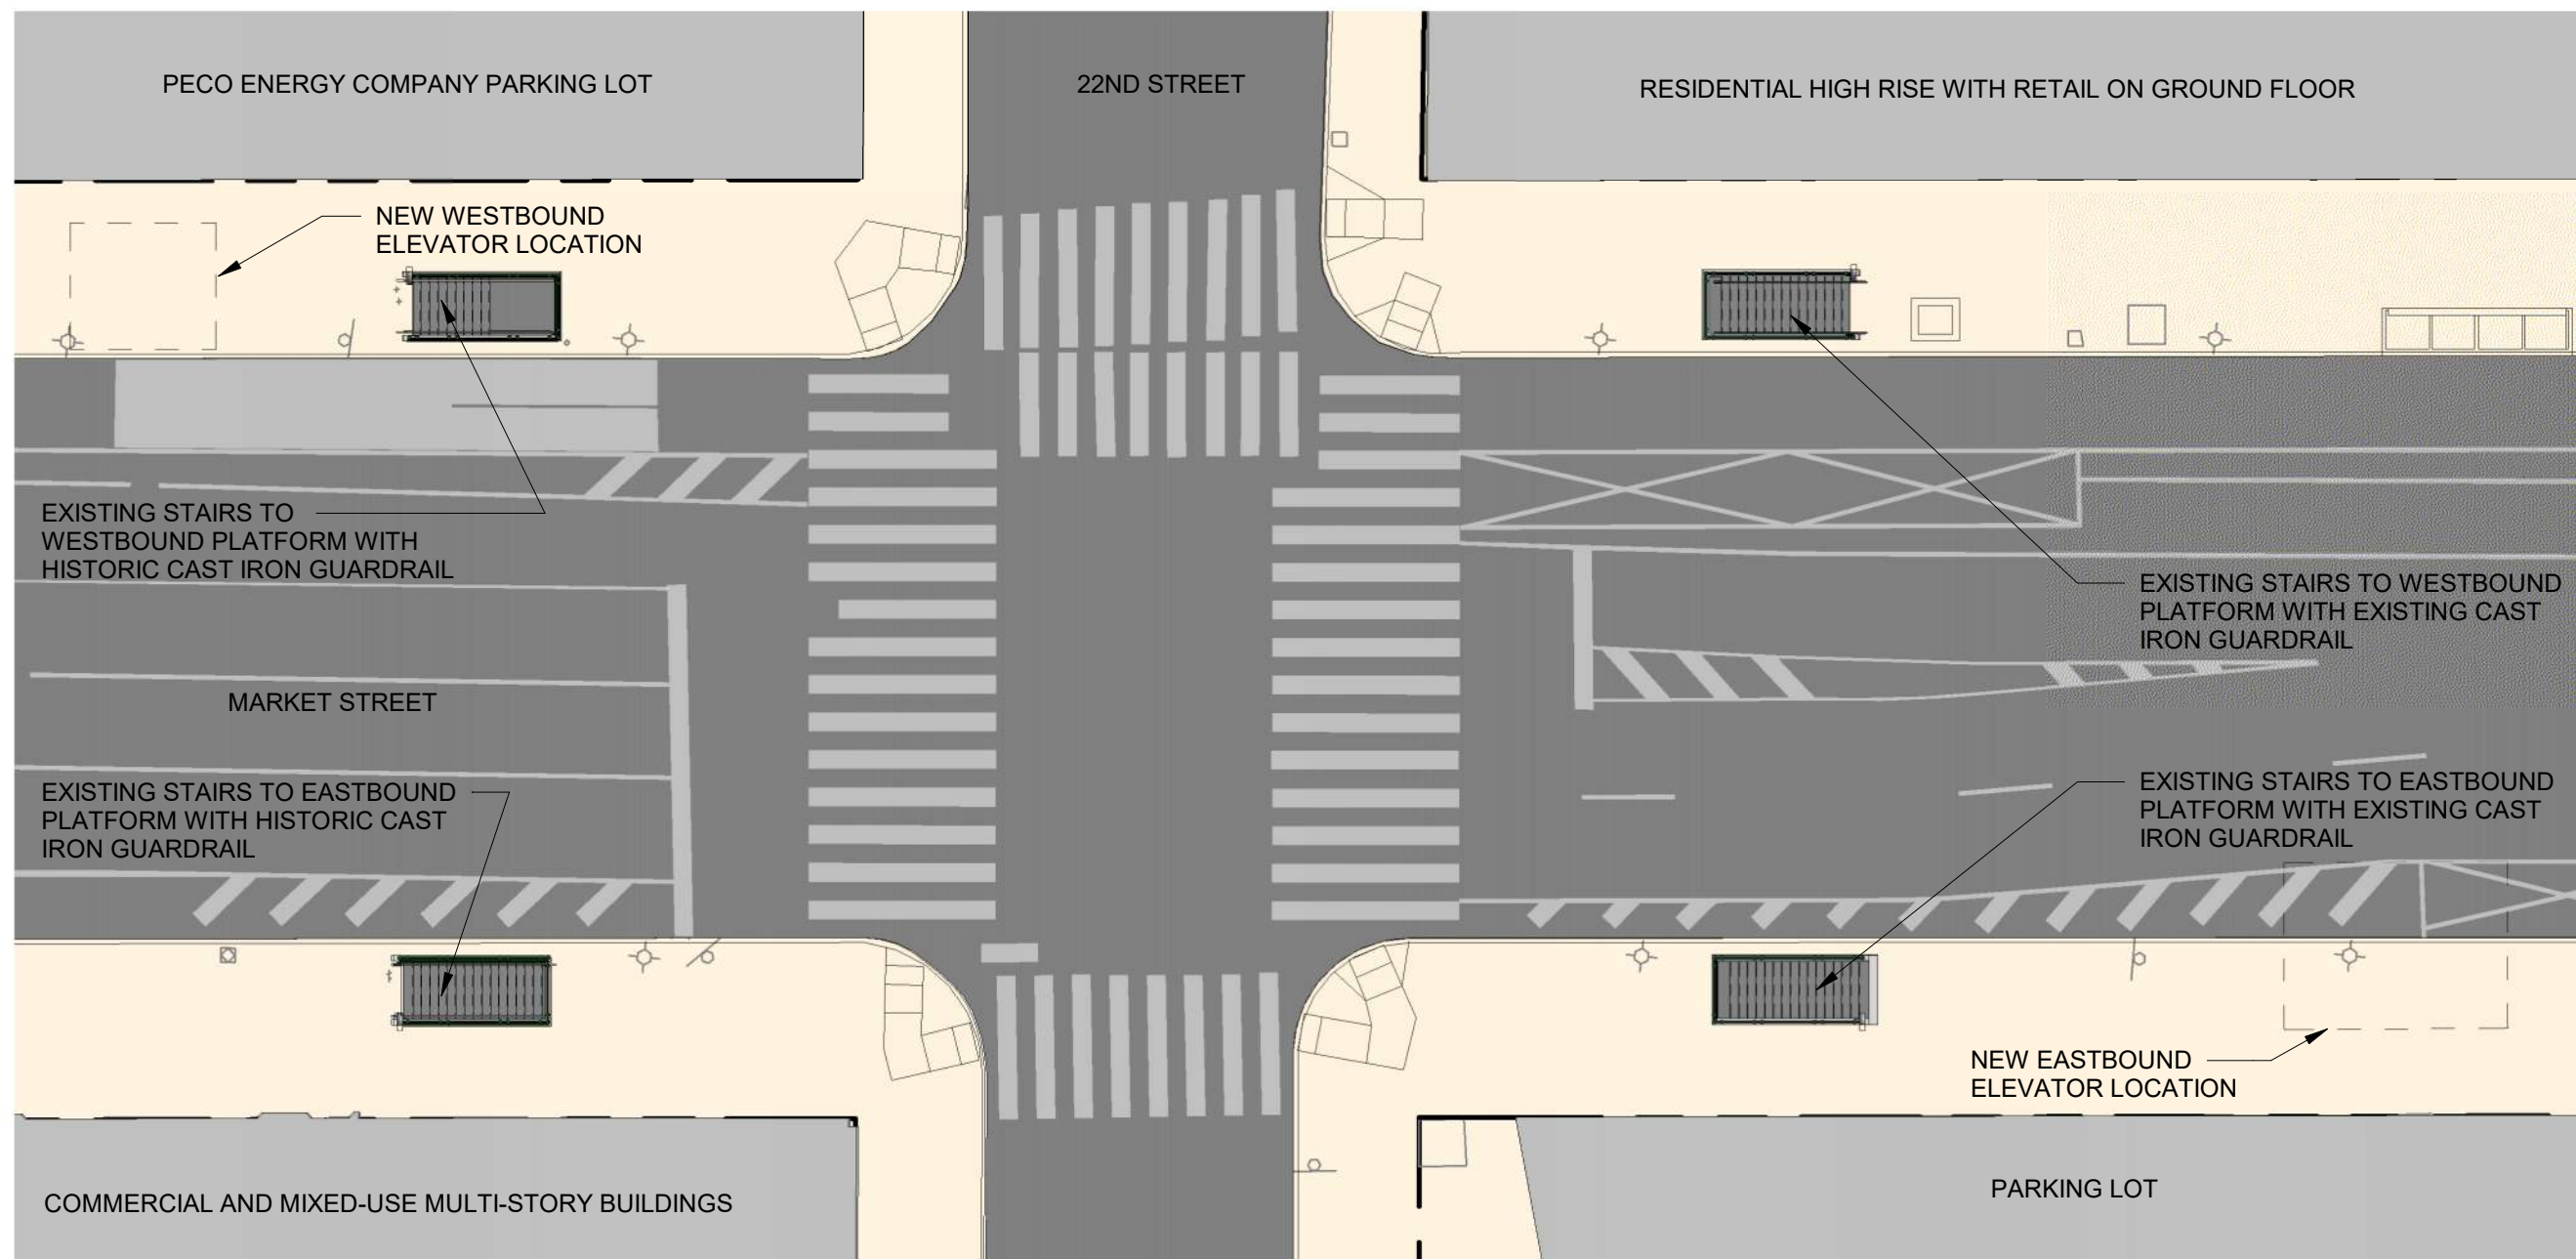 PECO ENERGY COMPANY PARKING LOT
22ND STREET
RESIDENTIAL HIGH RISE WITH RETAIL ON GROUND FLOOR
NEW WESTBOUND
ELEVATOR LOCATION
EXISTING STAIRS TO
WESTBOUND PLATFORM WITH
HISTORIC CAST IRON GUARDRAIL
EXISTING STAIRS TO WESTBOUND
PLATFORM WITH EXISTING CAST
IRON GUARDRAIL
MARKET STREET
EXISTING STAIRS TO EASTBOUND
PLATFORM WITH HISTORIC CAST
IRON GUARDRAIL
EXISTING STAIRS TO EASTBOUND
PLATFORM WITH EXISTING CAST
IRON GUARDRAIL
NEW EASTBOUND
ELEVATOR LOCATION
COMMERCIAL AND MIXED-USE MULTI-STORY BUILDINGS
PARKING LOT